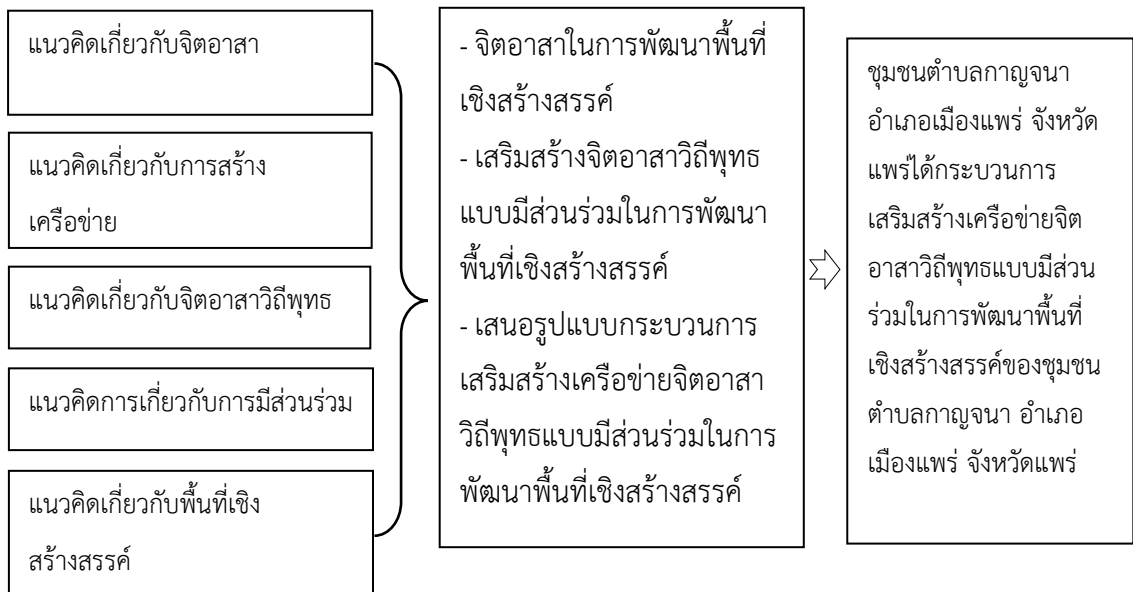 แนวคิดเกี่ยวกับจิตอาสา
แนวคิดเกี่ยวกับการสร้าง
เครือข่าย
แนวคิดเกี่ยวกับจิตอาสาวิถีพุทธ
แนวคิดการเกี่ยวกับการมีส่วนร่วม
แนวคิดเกี่ยวกับพื้นที่เชิง
สร้างสรรค์
- จิตอาสาในการพัฒนาพื้นที่
เชิงสร้างสรรค์
- เสริมสร้างจิตอาสาวิถีพุทธ
แบบมีส่วนร่วมในการพัฒนา
พื้นที่เชิงสร้างสรรค์
- เสนอรูปแบบกระบวนการ
เสริมสร้างเครือข่ายจิตอาสา
วิถีพุทธแบบมีส่วนร่วมในการ
พัฒนาพื้นที่เชิงสร้างสรรค์
ชุมชนตำบลกาญจนา
อำเภอเมืองแพร่ จังหวัด
แพร่ได้กระบวนการ
เสริมสร้างเครือข่ายจิต
อาสาวิถีพุทธแบบมีส่วน
ร่วมในการพัฒนาพื้นที่
เชิงสร้างสรรค์ของชุมชน
ตำบลกาญจนา อำเภอ
เมืองแพร่ จังหวัดแพร่